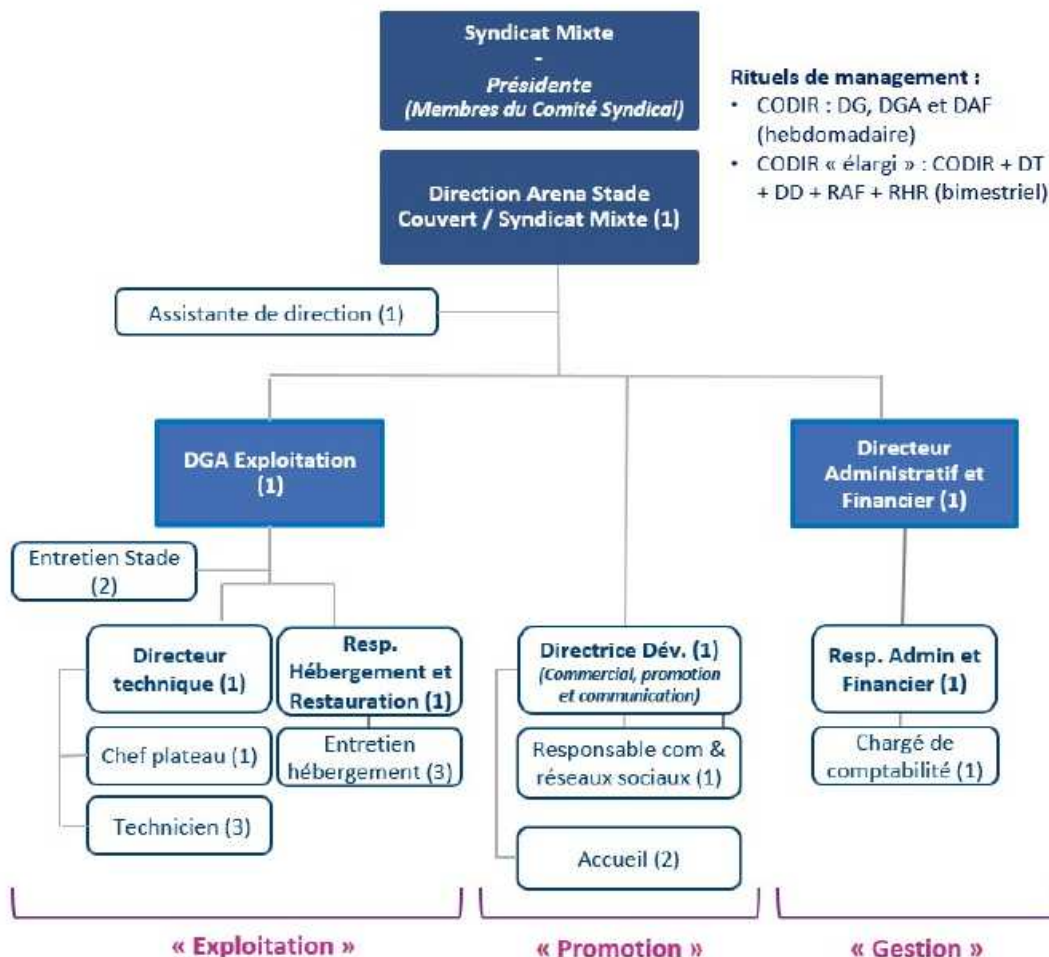 Syndicat Mixte
-
Présidente
(Membres du Comité Syndical)
Rituels de management :
• CODIR : DG, DGA et DAF
(hebdomadaire)
• CODIR « élargi » : CODIR + DT
+ DD + RAF + RHR (bimestriel)
Direction Arena Stade
Couvert / Syndicat Mixte (1)
Assistante de direction (1)
DGA Exploitation
(1)
Directeur
Administratif et
Financier (1)
Entretien Stade
(2)
Directeur
technique (1)
Resp.
Hébergement et
Restauration (1)
Directrice Dév. (1)
(Commercial, promotion
et communication)
Resp. Admin et
Financier (1)
Chef plateau (1)
Entretien
hébergement (3)
Responsable com &
réseaux sociaux (1)
Chargé de
comptabilité (1)
Technicien (3)
Accueil (2)
« Exploitation »
« Promotion »
« Gestion »